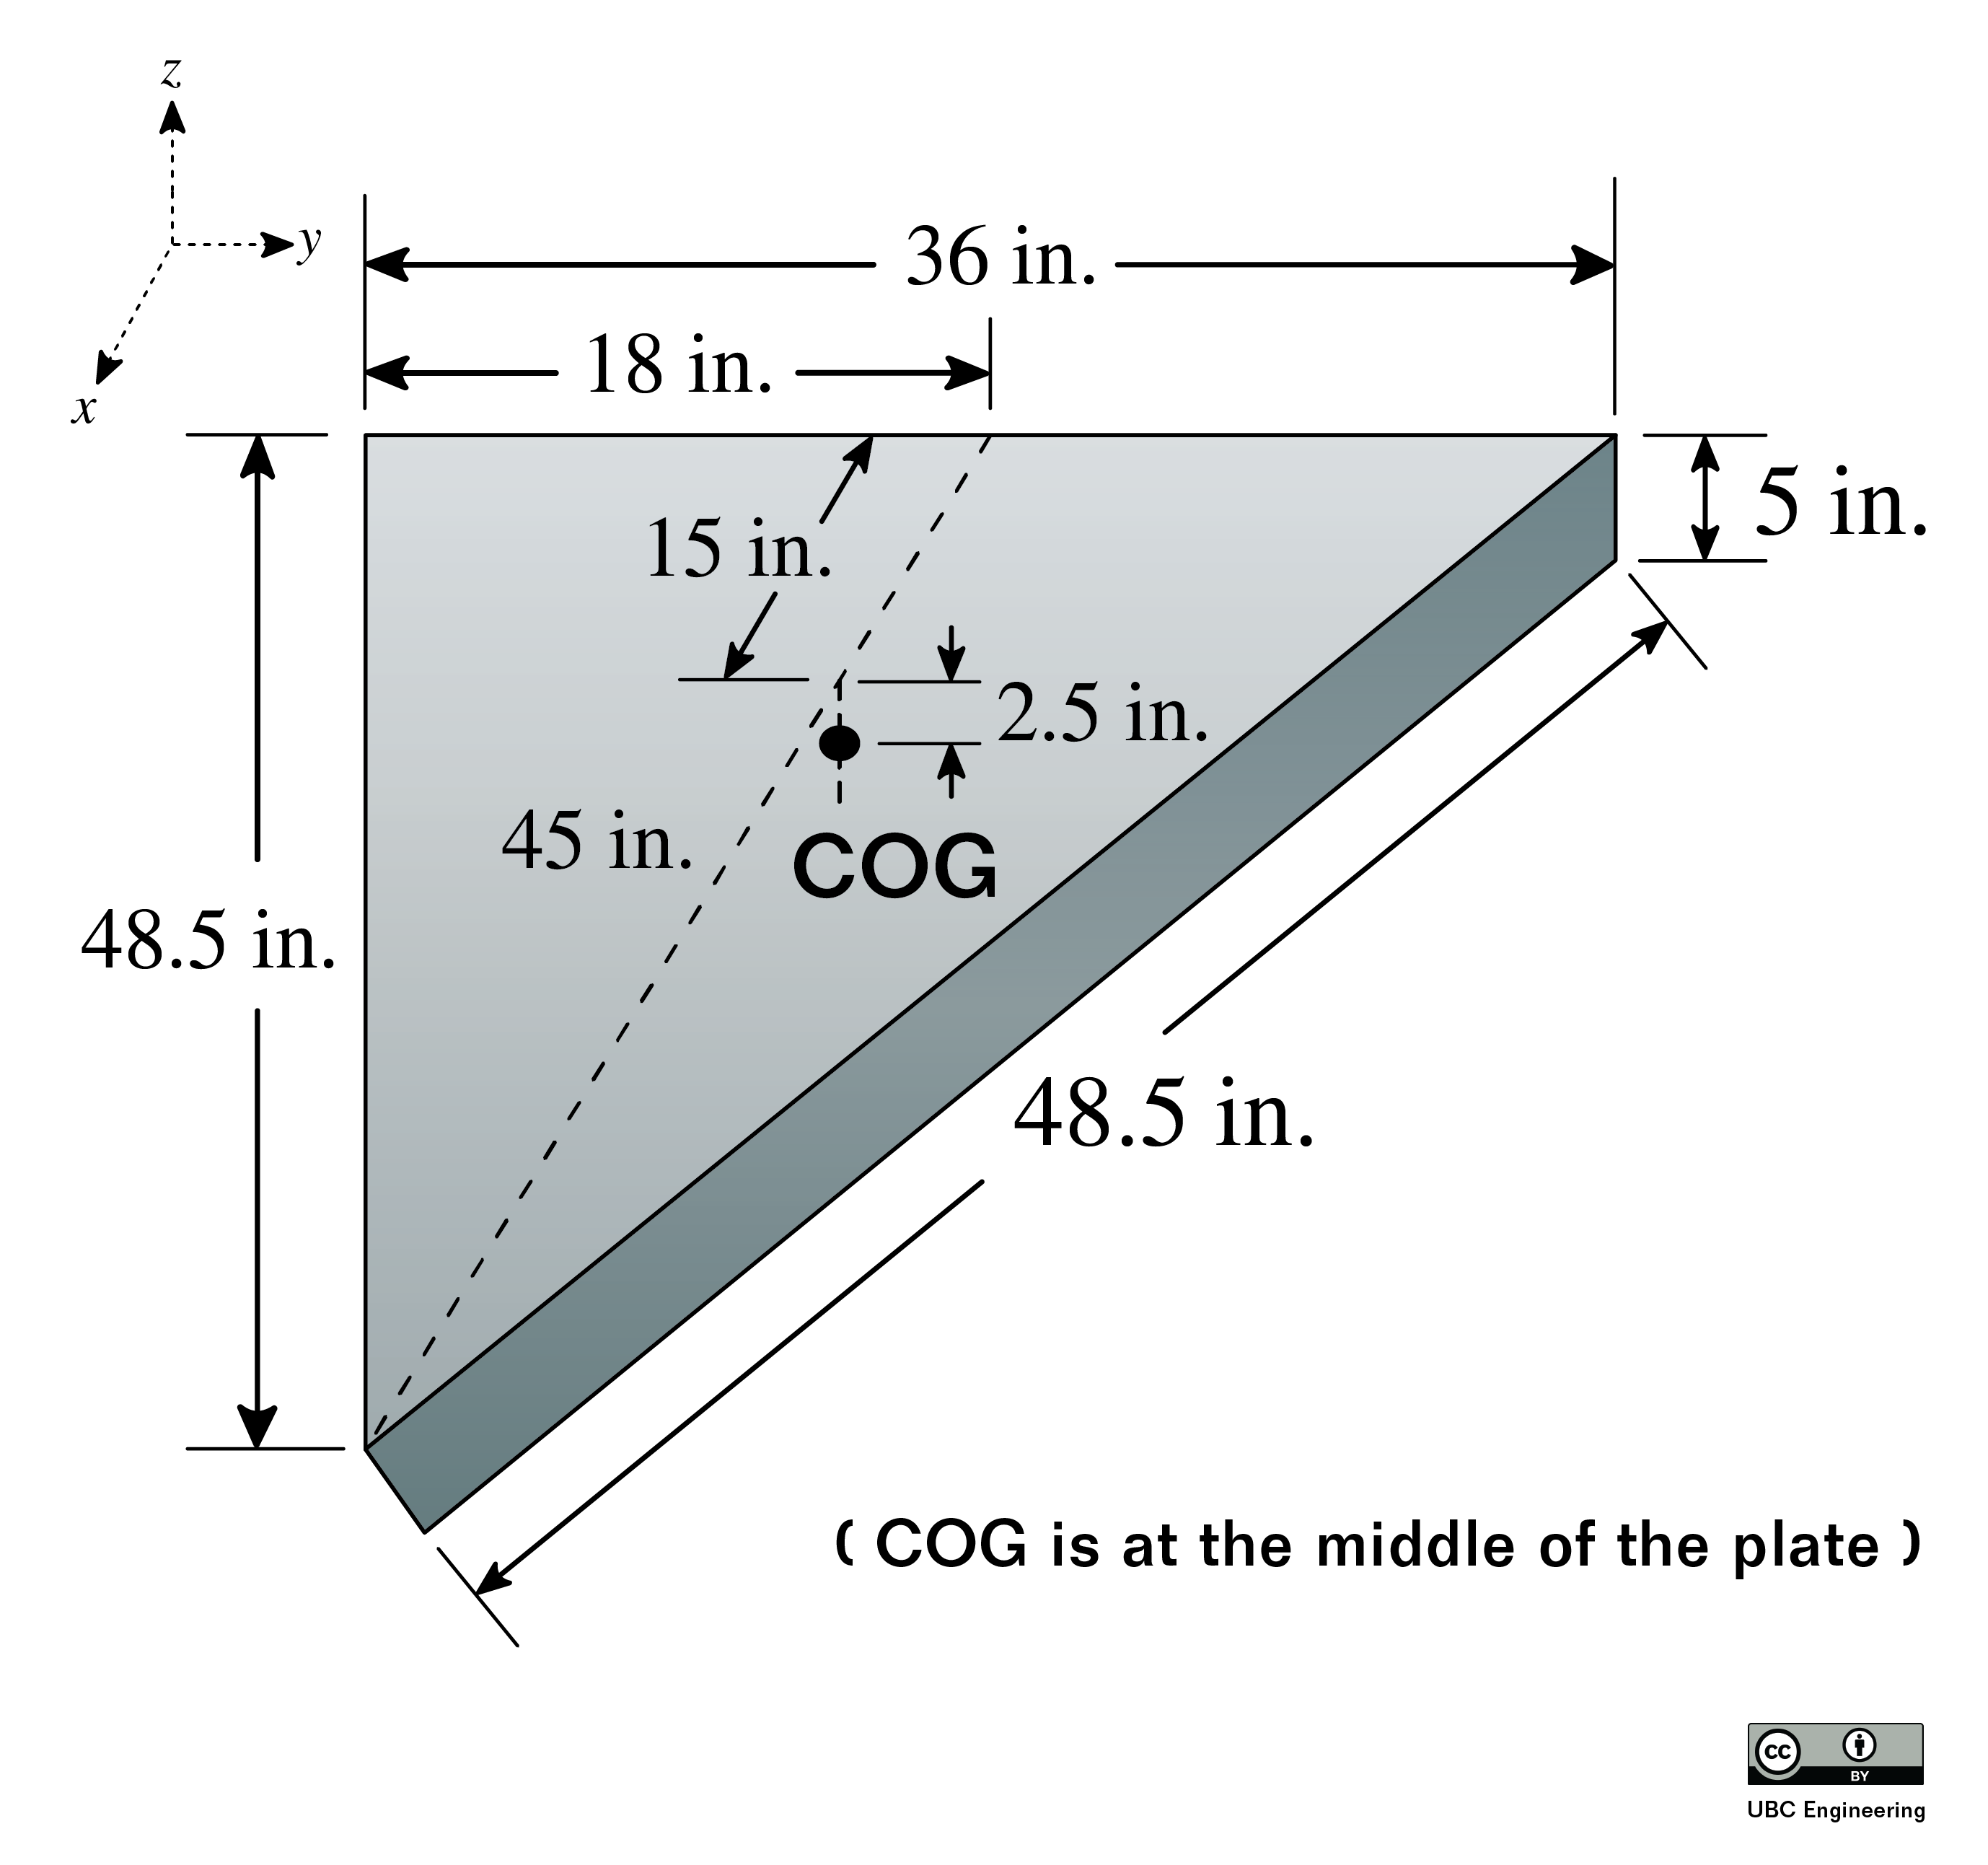 z
y
x
36 in.
18 in.
15 in.
5 in.
2.5 in.
45 in.
COG
48.5 in.
48.5 in.
( COG is at the middle of the plate )
cc
BY
UBC Engineering